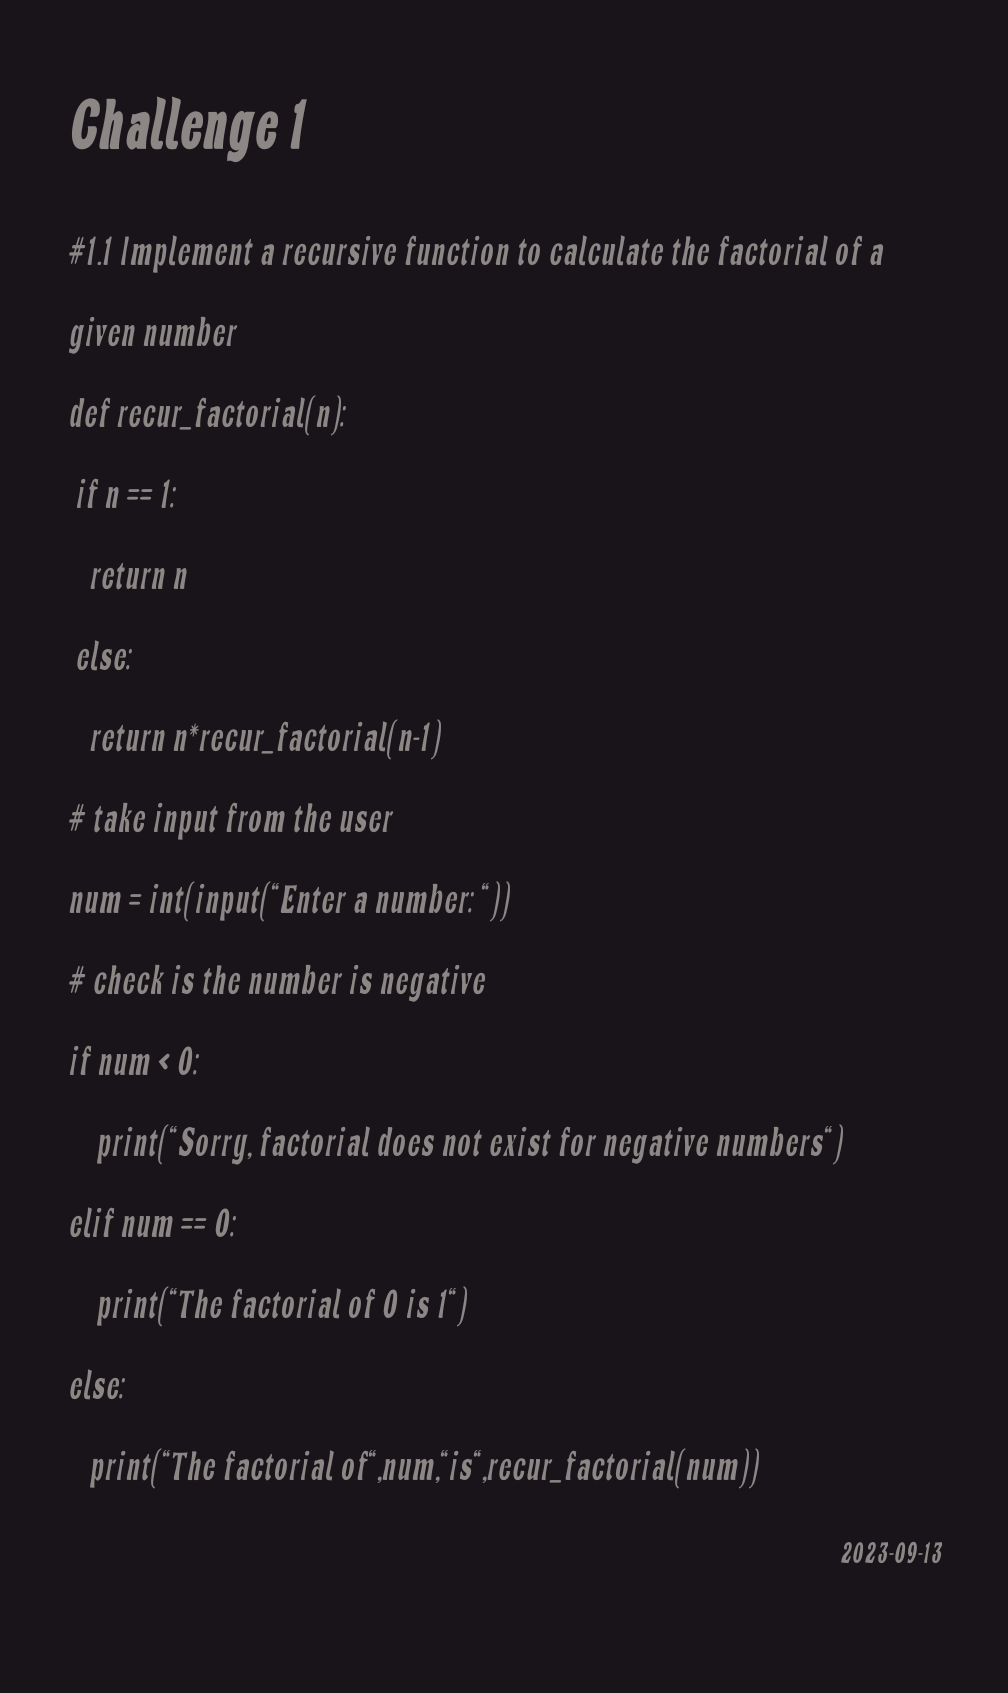 Challenge 1
#1.1 Implement a recursive function to calculate the factorial of a
given number
def recur_factorial(n):
 if n == 1:
   return n
 else:
   return n*recur_factorial(n-1)
# take input from the user
num = int(input(“Enter a number: “))
# check is the number is negative
if num < 0:
    print(“Sorry, factorial does not exist for negative numbers“)
elif num == 0:
    print(“The factorial of 0 is 1“)
else:
   print(“The factorial of“,num,“is“,recur_factorial(num))
2023-09-13